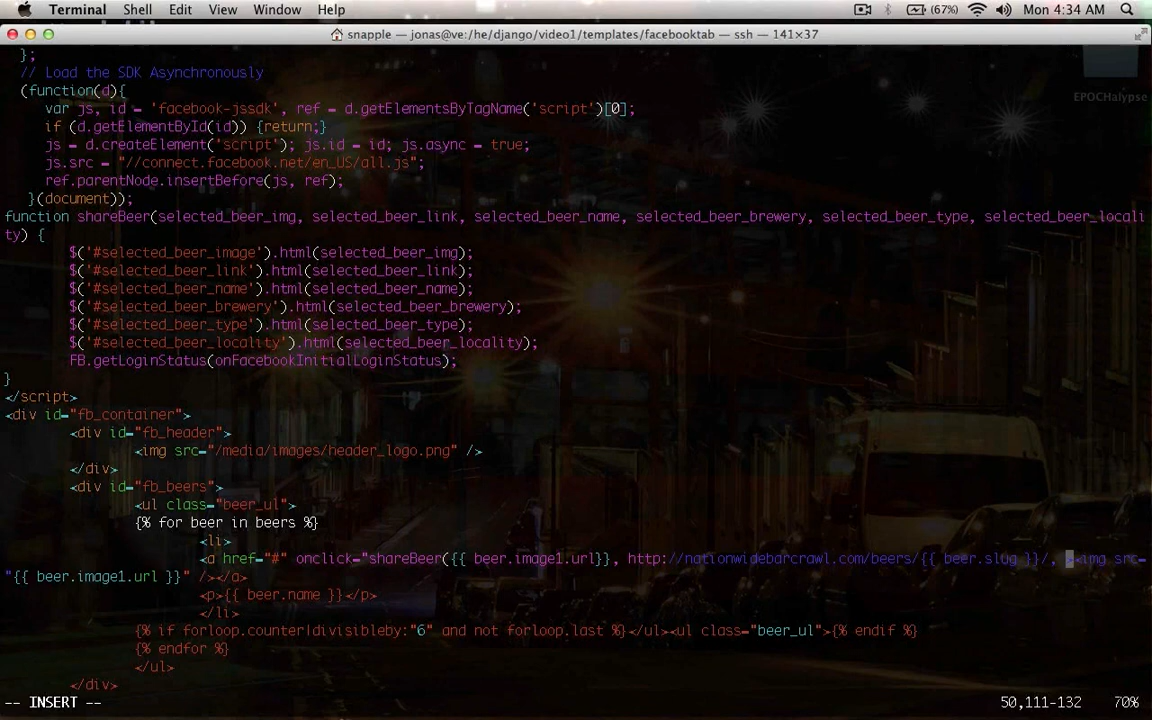 Terminal Shell Edit View Window Help (67%) Mon 4:34 AM
snapple — jonas@ve:/he/django/video1/templates/facebooktab — ssh — 141×37
EPOCHalypse
};
// Load the SDK Asynchronously
(function(d){
var js, id = 'facebook-jssdk', ref = d.getElementsByTagName('script')[0];
if (d.getElementById(id)) {return;}
js = d.createElement('script'); js.id = id; js.async = true;
js.src = "//connect.facebook.net/en_US/all.js";
ref.parentNode.insertBefore(js, ref);
}(document));
function shareBeer(selected_beer_img, selected_beer_link, selected_beer_name, selected_beer_brewery, selected_beer_type, selected_beer_locali
ty) {
$('#selected_beer_image').html(selected_beer_img);
$('#selected_beer_link').html(selected_beer_link);
$('#selected_beer_name').html(selected_beer_name);
$('#selected_beer_brewery').html(selected_beer_brewery);
$('#selected_beer_type').html(selected_beer_type);
$('#selected_beer_locality').html(selected_beer_locality);
FB.getLoginStatus(onFacebookInitialLoginStatus);
}
</script>
<div id="fb_container">
<div id="fb_header">
<img src="/media/images/header_logo.png" />
</div>
<div id="fb_beers">
<ul class="beer_ul">
{% for beer in beers %}
<li>
<a href="#" onclick="shareBeer({{ beer.image1.url}}, http://nationwidebarcrawl.com/beers/{{ beer.slug }}/, ><img src=
"{{ beer.image1.url }}" /></a>
<p>{{ beer.name }}</p>
</li>
{% if forloop.counter|divisibleby:"6" and not forloop.last %}</ul><ul class="beer_ul">{% endif %}
{% endfor %}
</ul>
</div>
-- INSERT -- 50,111-132 70%